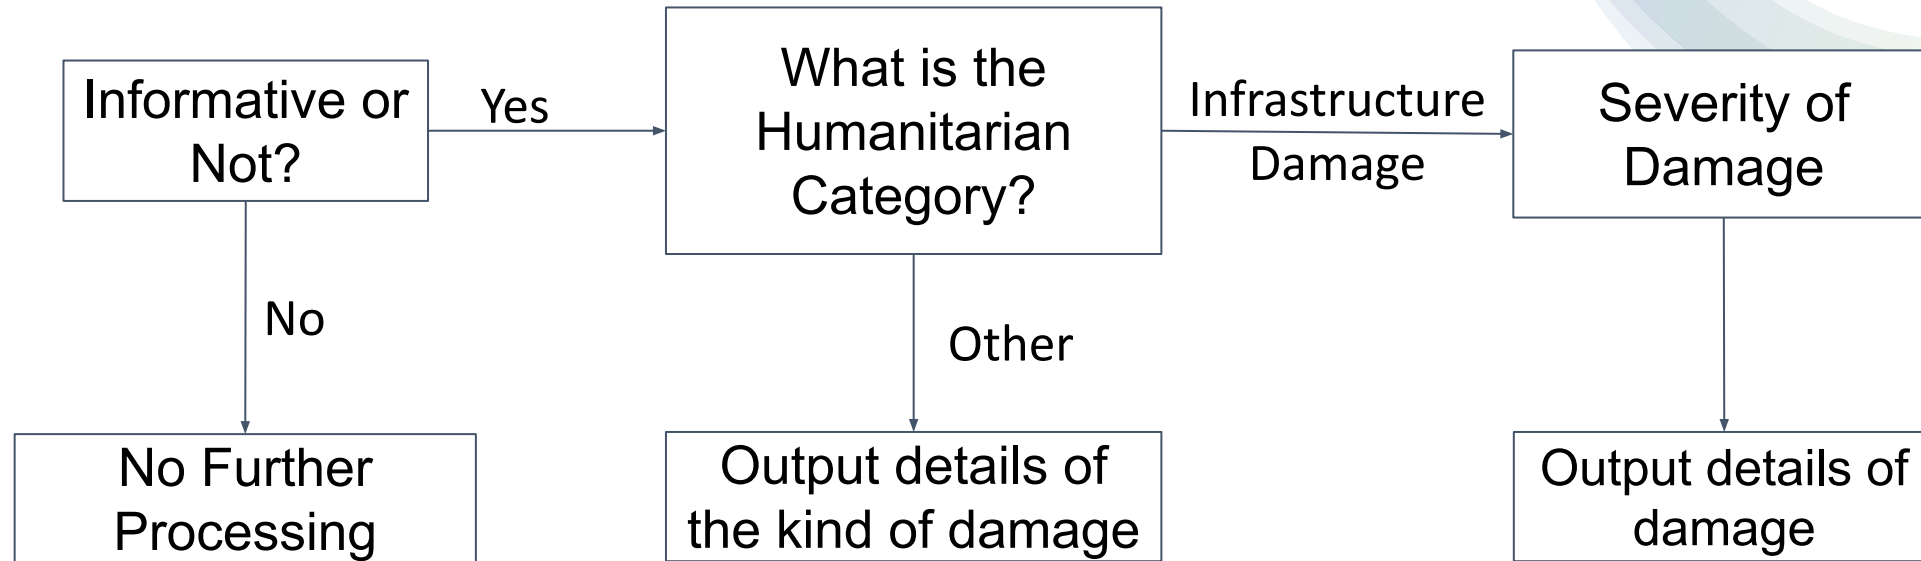 Informative or
Not?
Yes
What is the
Humanitarian
Category?
Infrastructure
Damage
Severity of
Damage
No
Other
No Further
Processing
Output details of
the kind of damage
Output details of
damage